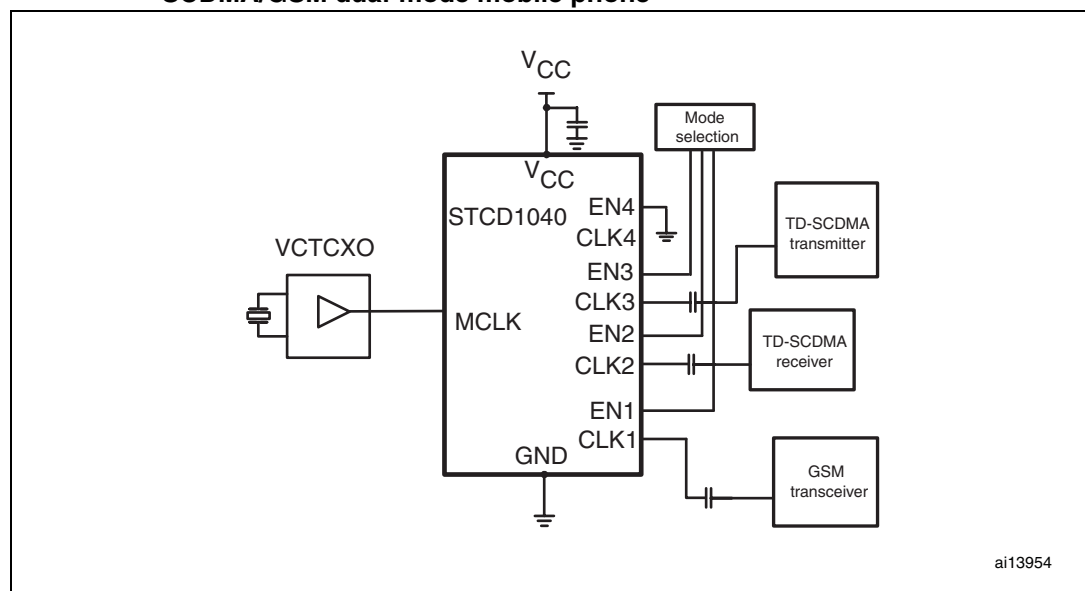 SCDMA/GSM dual-mode mobile phone
VCC
Mode
selection
VCC
STCD1040
EN4
CLK4
TD-SCDMA
transmitter
VCTCXO
EN3
CLK3
MCLK
EN2
CLK2
TD-SCDMA
receiver
EN1
CLK1
GND
GSM
transceiver
ai13954